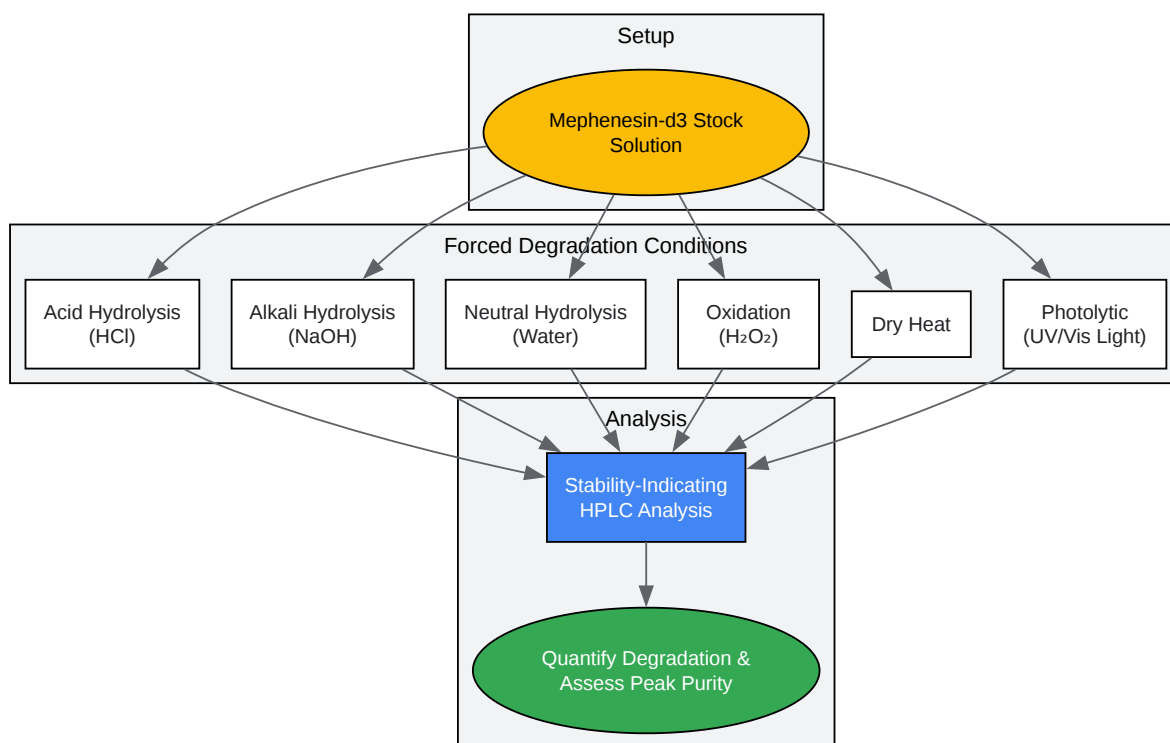 Setup
Mephenesin-d3 Stock
Solution
Forced Degradation Conditions
Acid Hydrolysis
(HCl)
Alkali Hydrolysis
(NaOH)
Neutral Hydrolysis
(Water)
Oxidation
(H₂O₂)
Dry Heat
Photolytic
(UV/Vis Light)
Analysis
Stability-Indicating
HPLC Analysis
Quantify Degradation &
Assess Peak Purity